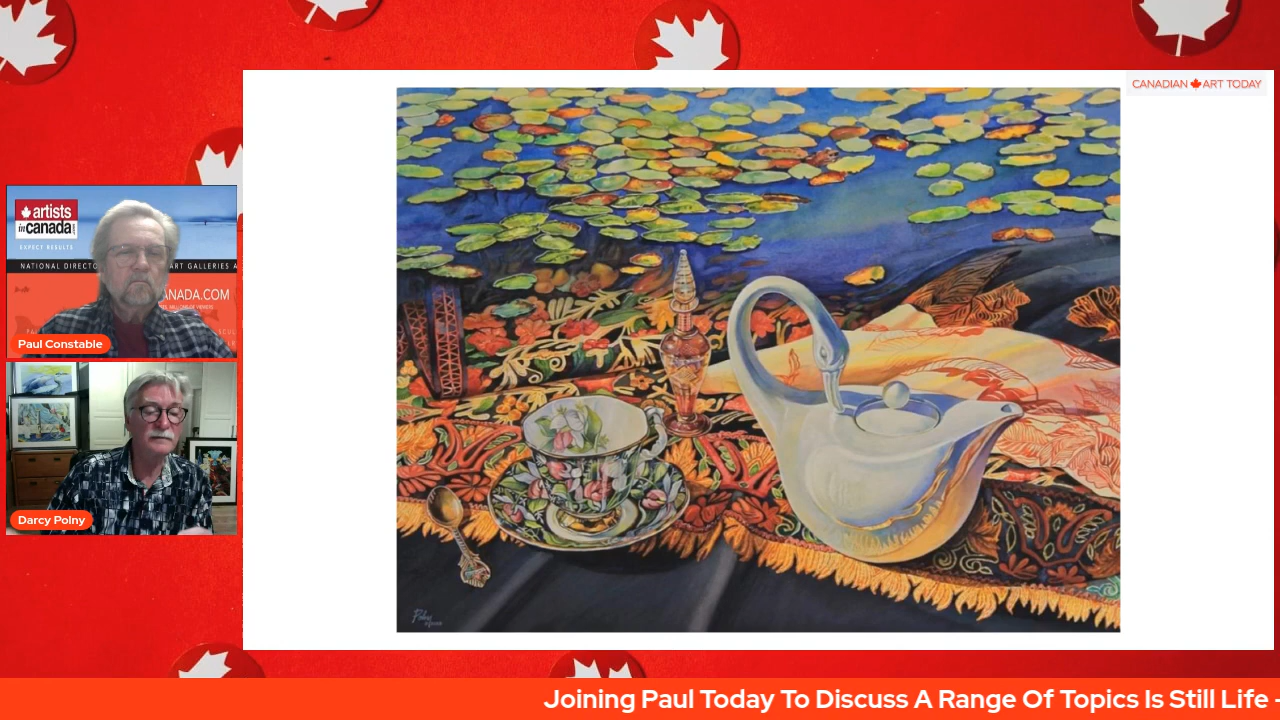 CANADIAN ART TODAY
artists
in canada
EXPECT RESULTS
NATIONAL DIRECTO
ART GALLERIES A
ANADA.COM
Paul Constable
Darcy Polny
Joining Paul Today To Discuss A Range Of Topics Is Still Life -